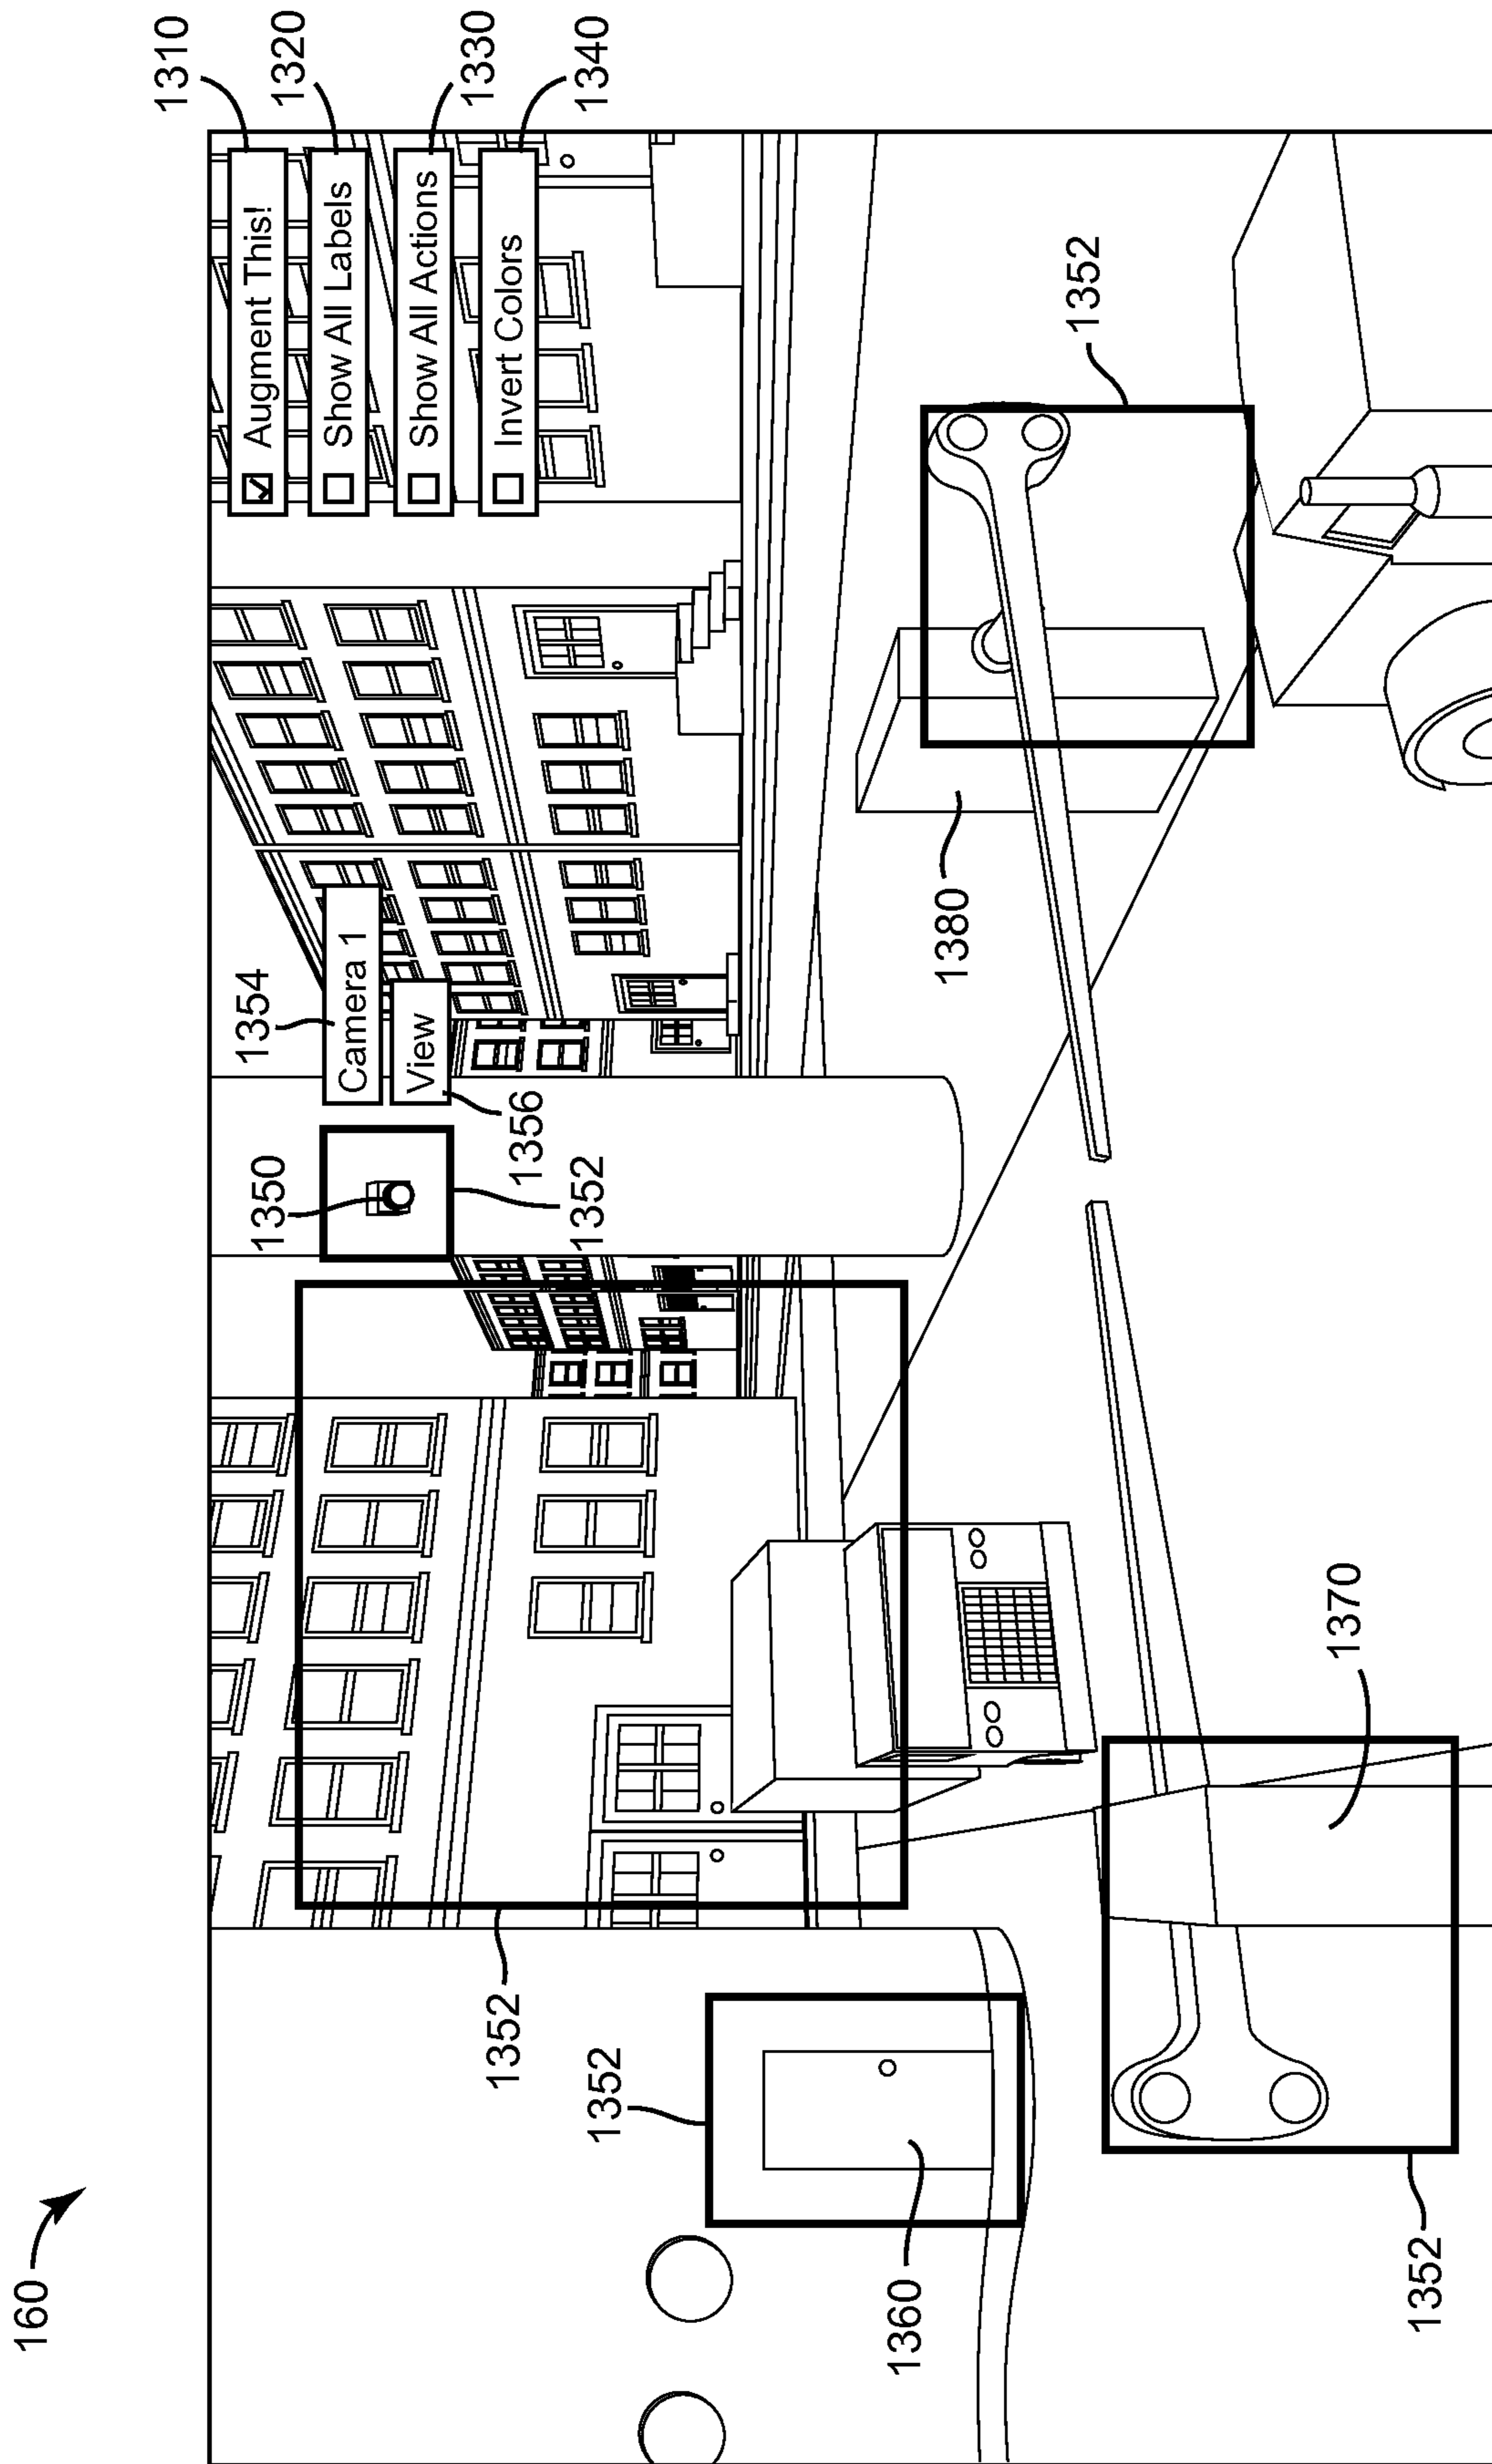 160
1310
Augment This!
1320
Show All Labels
1330
Show All Actions
1340
Invert Colors
1354
Camera 1
View
1356
1350
1352
1352
1352
1352
1380
1360
1370
1352